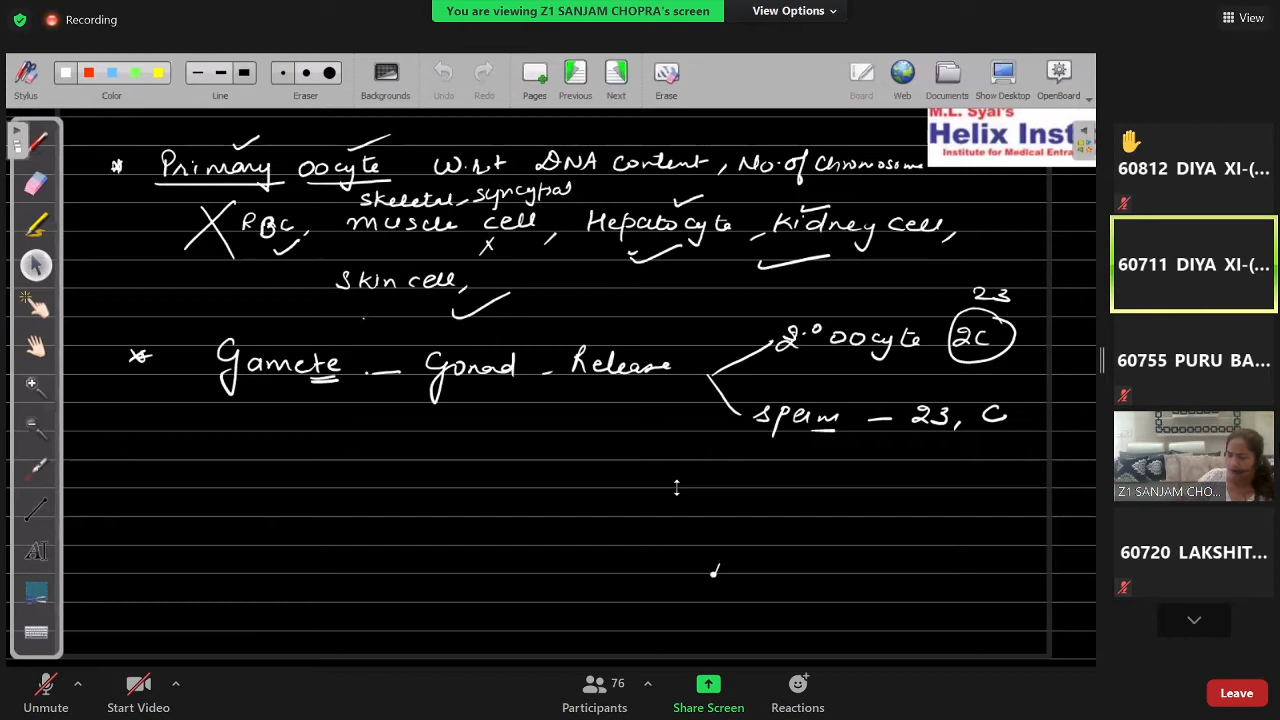 Recording
You are viewing Z1 SANJAM CHOPRA's screen
View Options
View
Stylus
Color
Line
Eraser
Backgrounds
Undo
Redo
Pages
Previous
Next
Erase
Board
Web
Documents
Show Desktop
OpenBoard
M.L. Syal's
Helix Inst
Institute for Medical Entra
* Primary oocyte w.r.t DNA content, No. of chromosome
skeletal - syncytial
RBC, muscle cell, Hepatocyte, Kidney cell,
skin cell,
23
* Gamete - Gonad - Release
2° oocyte 2C
sperm - 23, C
60812 DIYA XI-(...
60711 DIYA XI-(...
60755 PURU BA...
Z1 SANJAM CHO...
60720 LAKSHIT...
AI
Unmute
Start Video
76
Participants
Share Screen
Reactions
Leave